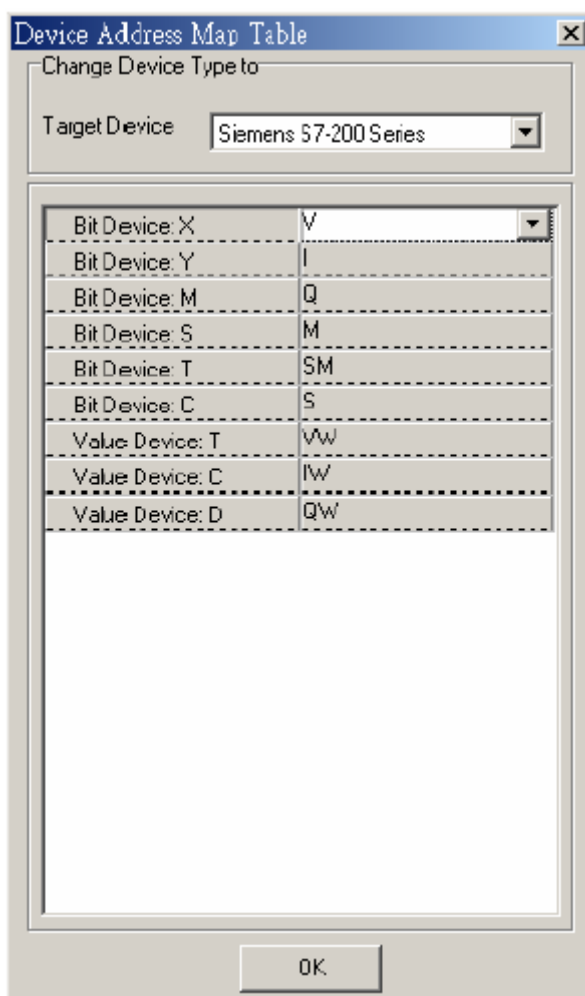 Device Address Map Table
Change Device Type to
Target Device Siemens S7-200 Series
Bit Device: X V
Bit Device: Y I
Bit Device: M Q
Bit Device: S M
Bit Device: T SM
Bit Device: C S
Value Device: T VW
Value Device: C IW
Value Device: D QW
OK